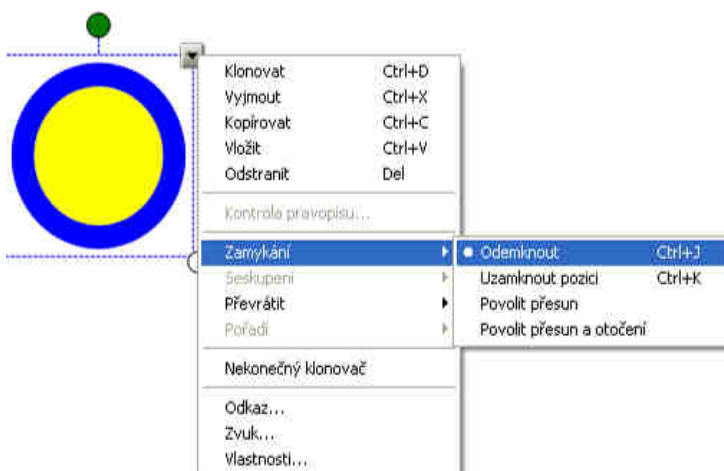 Klonovat Ctrl+D
Vyjmout Ctrl+X
Kopírovat Ctrl+C
Vložit Ctrl+V
Odstranit Del
Kontrola pravopisu...
Zamykání
Odemknout Ctrl+J
Seskupení
Uzamknout pozici Ctrl+K
Převrátit
Povolit přesun
Pořadí
Povolit přesun a otočení
Nekonečný klonovač
Odkaz...
Zvuk...
Vlastnosti...